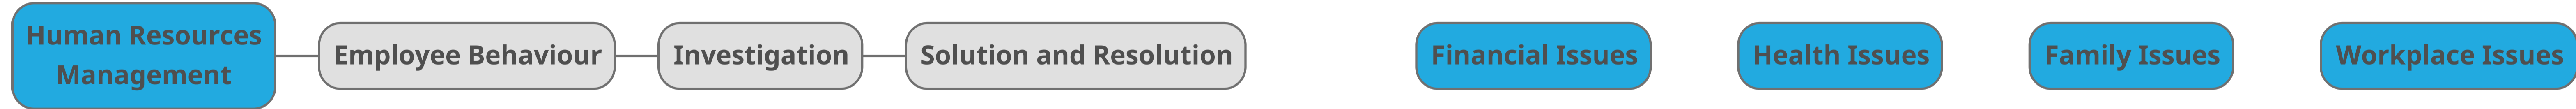 Human Resources
Management
Employee Behaviour
Investigation
Solution and Resolution
Financial Issues
Health Issues
Family Issues
Workplace Issues